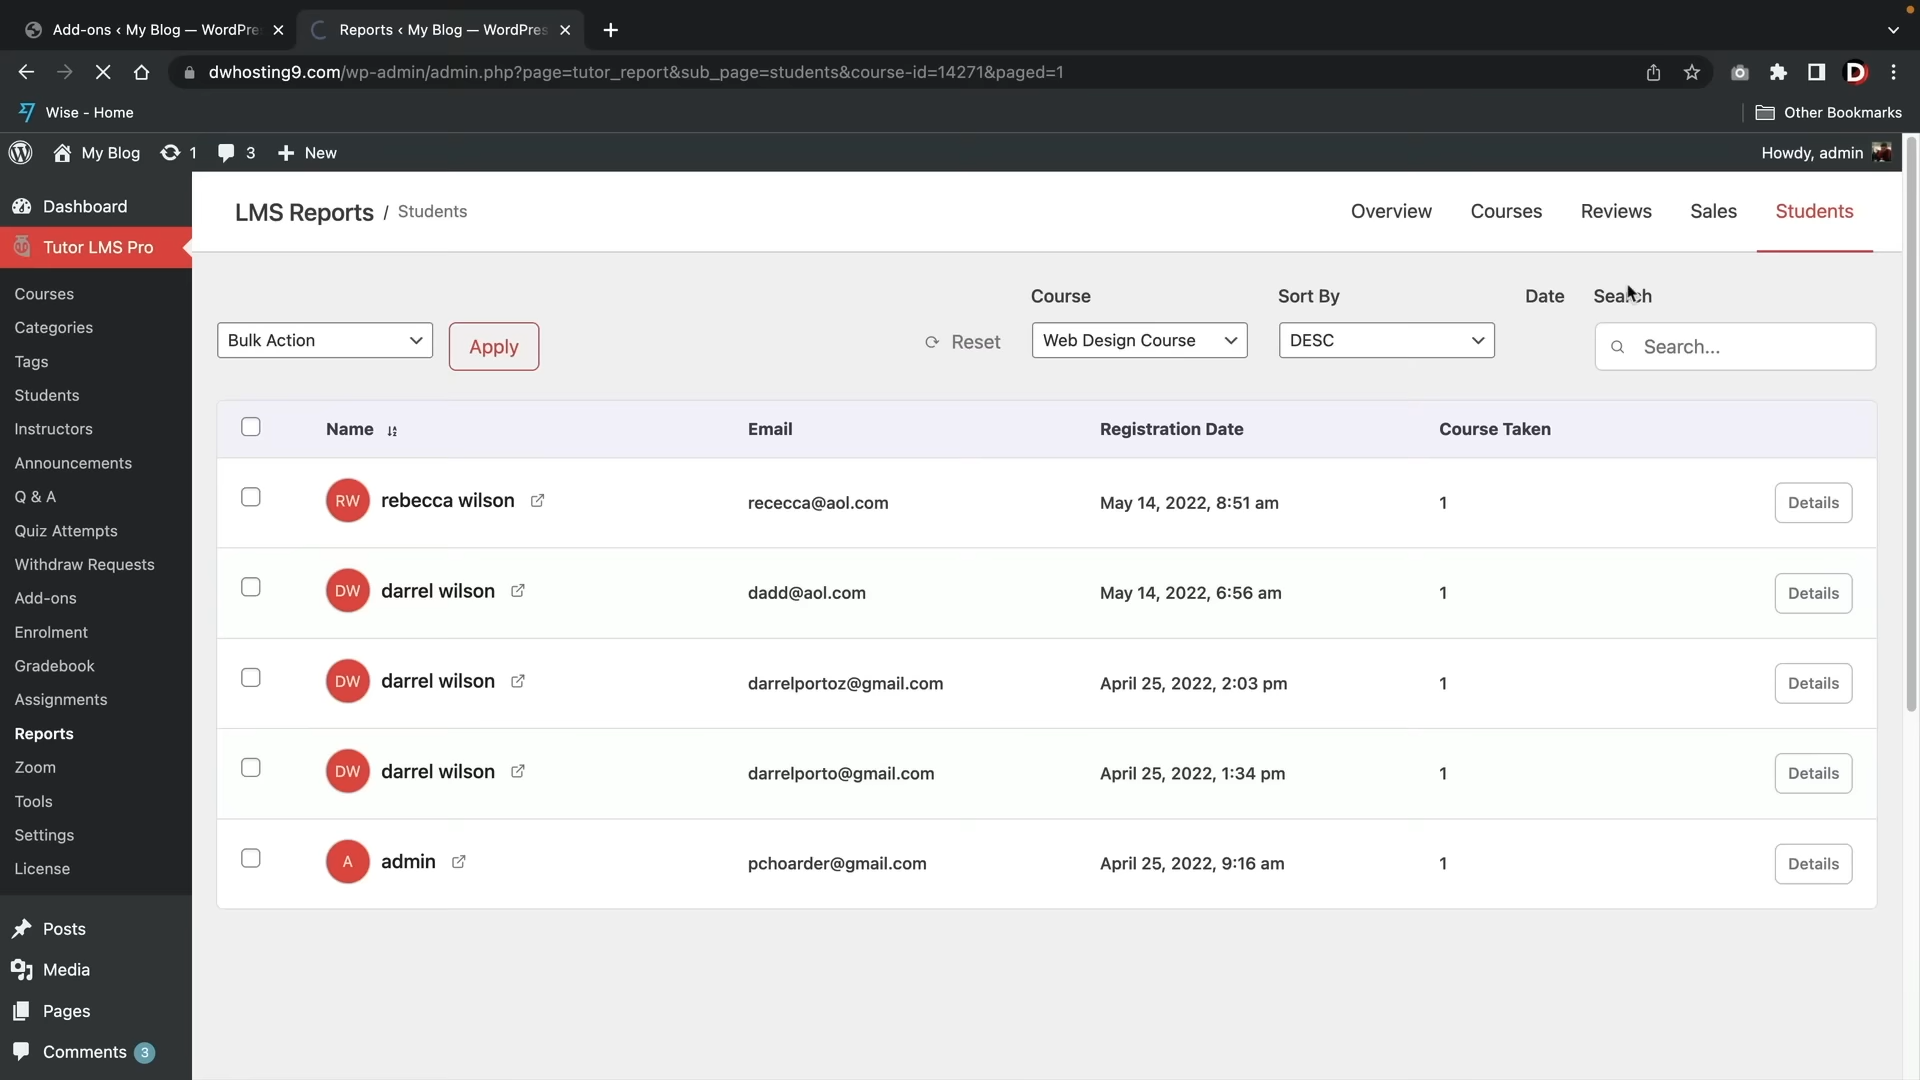 Add-ons ‹ My Blog — WordPre
Reports ‹ My Blog — WordPres
dwhosting9.com/wp-admin/admin.php?page=tutor_report&sub_page=students&course-id=14271&paged=1
Wise - Home
Other Bookmarks
My Blog 1 3 New
Howdy, admin
Dashboard
Tutor LMS Pro
Courses
Categories
Tags
Students
Instructors
Announcements
Q & A
Quiz Attempts
Withdraw Requests
Add-ons
Enrolment
Gradebook
Assignments
Reports
Zoom
Tools
Settings
License
Posts
Media
Pages
Comments 3
LMS Reports / Students
Overview Courses Reviews Sales Students
Course Sort By Date Search
Bulk Action Apply Reset Web Design Course DESC Search...
Name Email Registration Date Course Taken
RW rebecca wilson rececca@aol.com May 14, 2022, 8:51 am 1 Details
DW darrel wilson dadd@aol.com May 14, 2022, 6:56 am 1 Details
DW darrel wilson darrelportoz@gmail.com April 25, 2022, 2:03 pm 1 Details
DW darrel wilson darrelporto@gmail.com April 25, 2022, 1:34 pm 1 Details
A admin pchoarder@gmail.com April 25, 2022, 9:16 am 1 Details